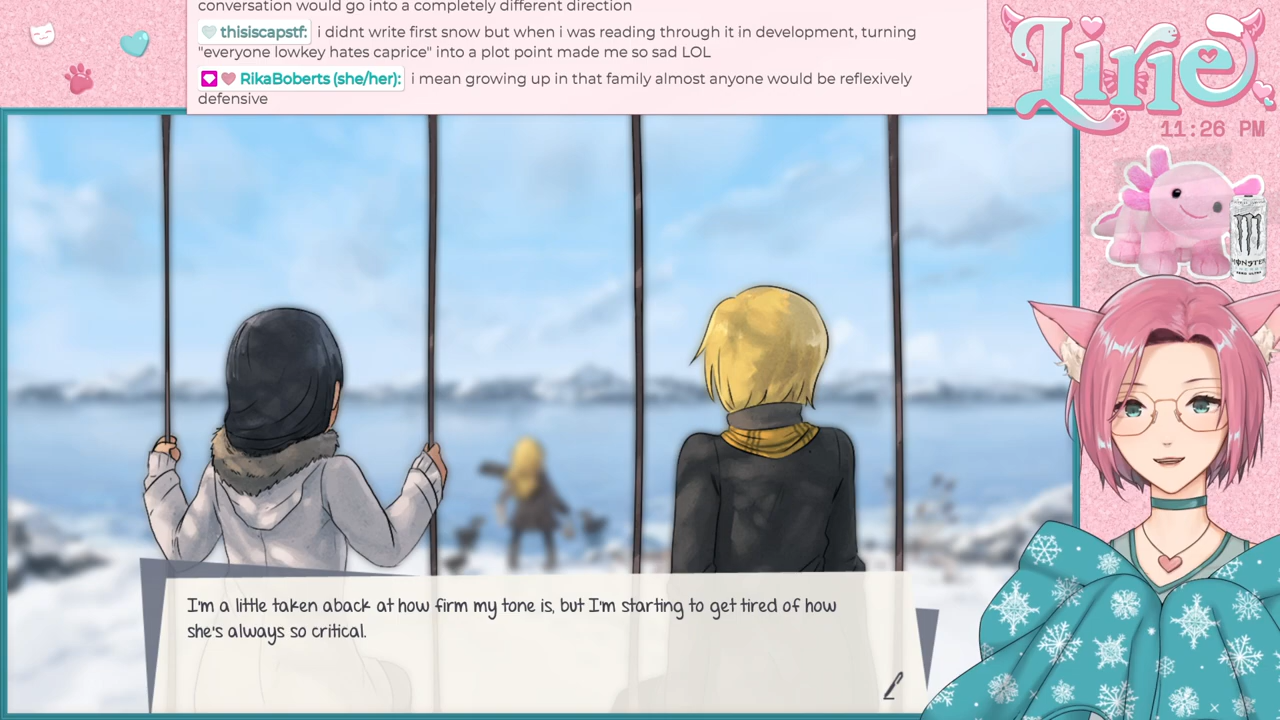 conversation would go into a completely different direction
thisiscapstf: i didnt write first snow but when i was reading through it in development, turning
"everyone lowkey hates caprice" into a plot point made me so sad LOL
RikaBoberts (she/her): i mean growing up in that family almost anyone would be reflexively
defensive
Lirie
11:26 PM
MONSTER
I'm a little taken aback at how firm my tone is, but I'm starting to get tired of how
she's always so critical.